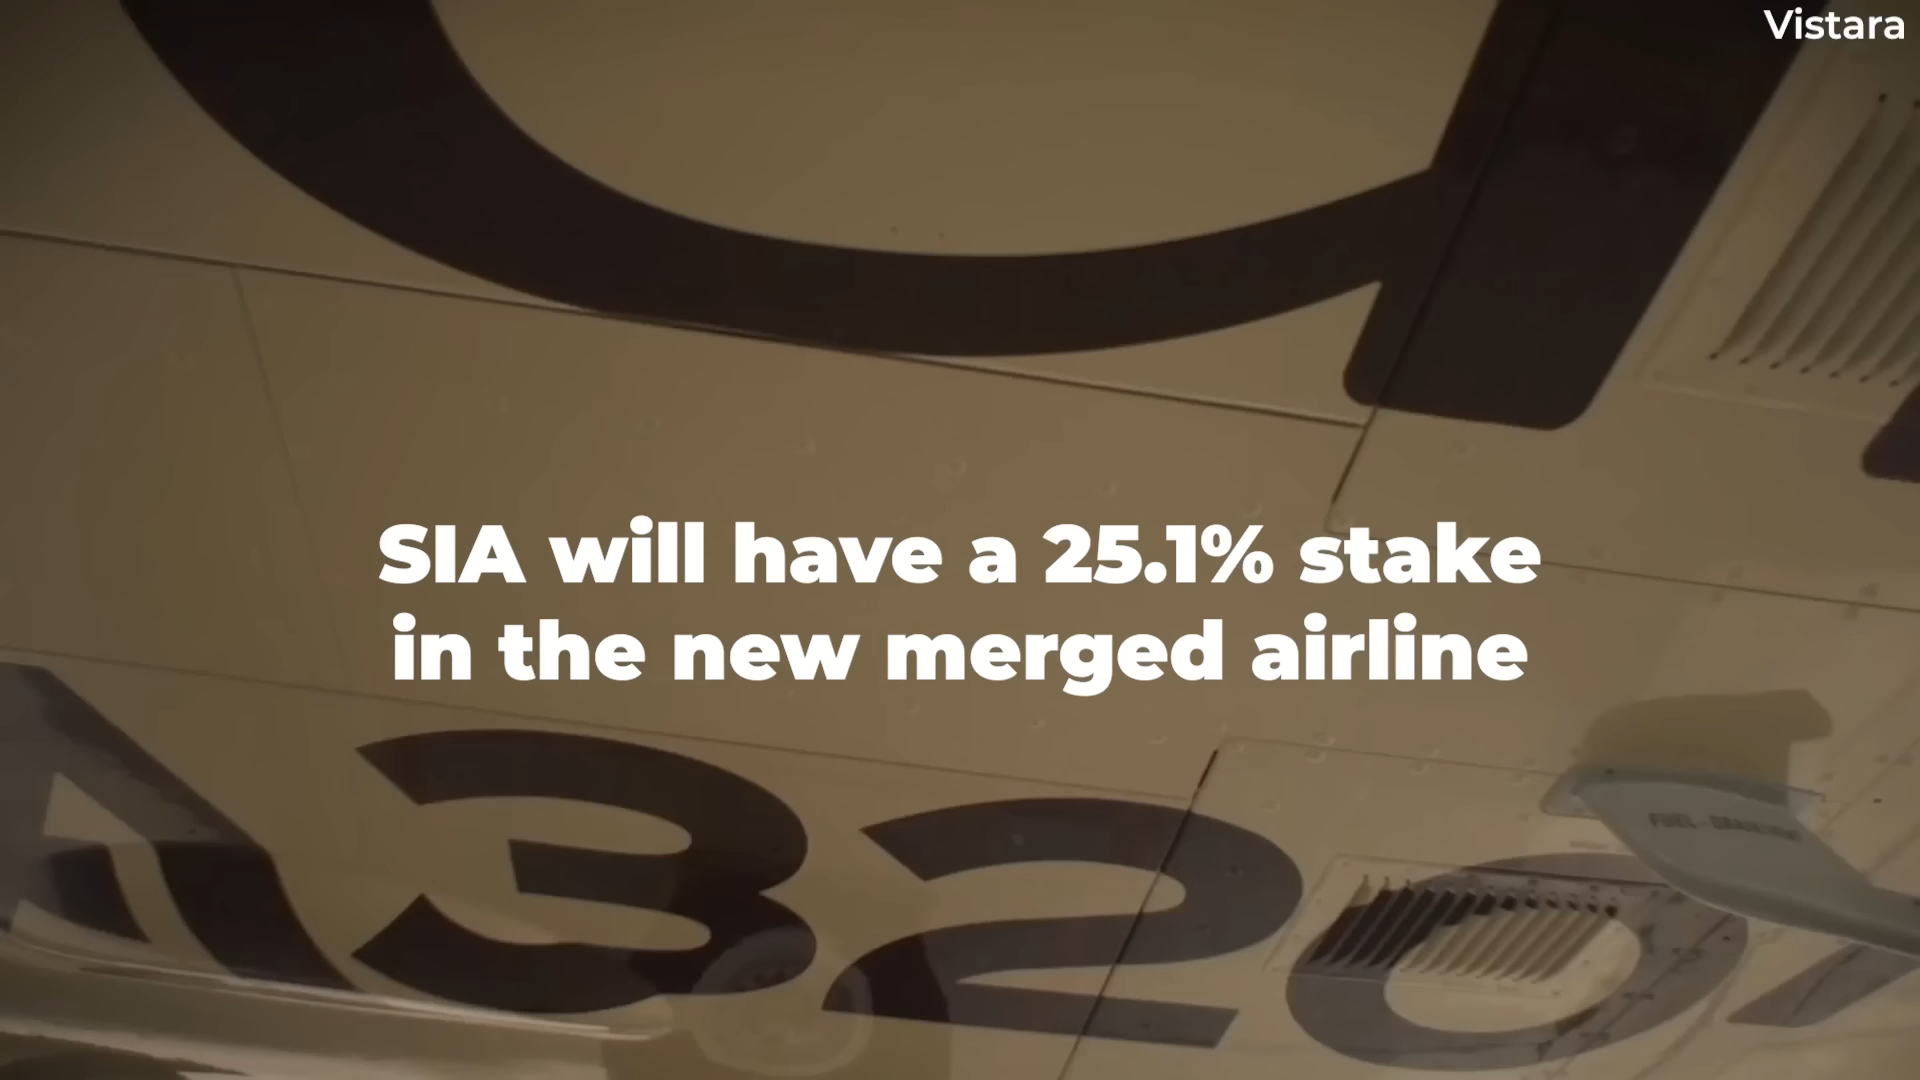 Vistara
SIA will have a 25.1% stake
in the new merged airline
A320